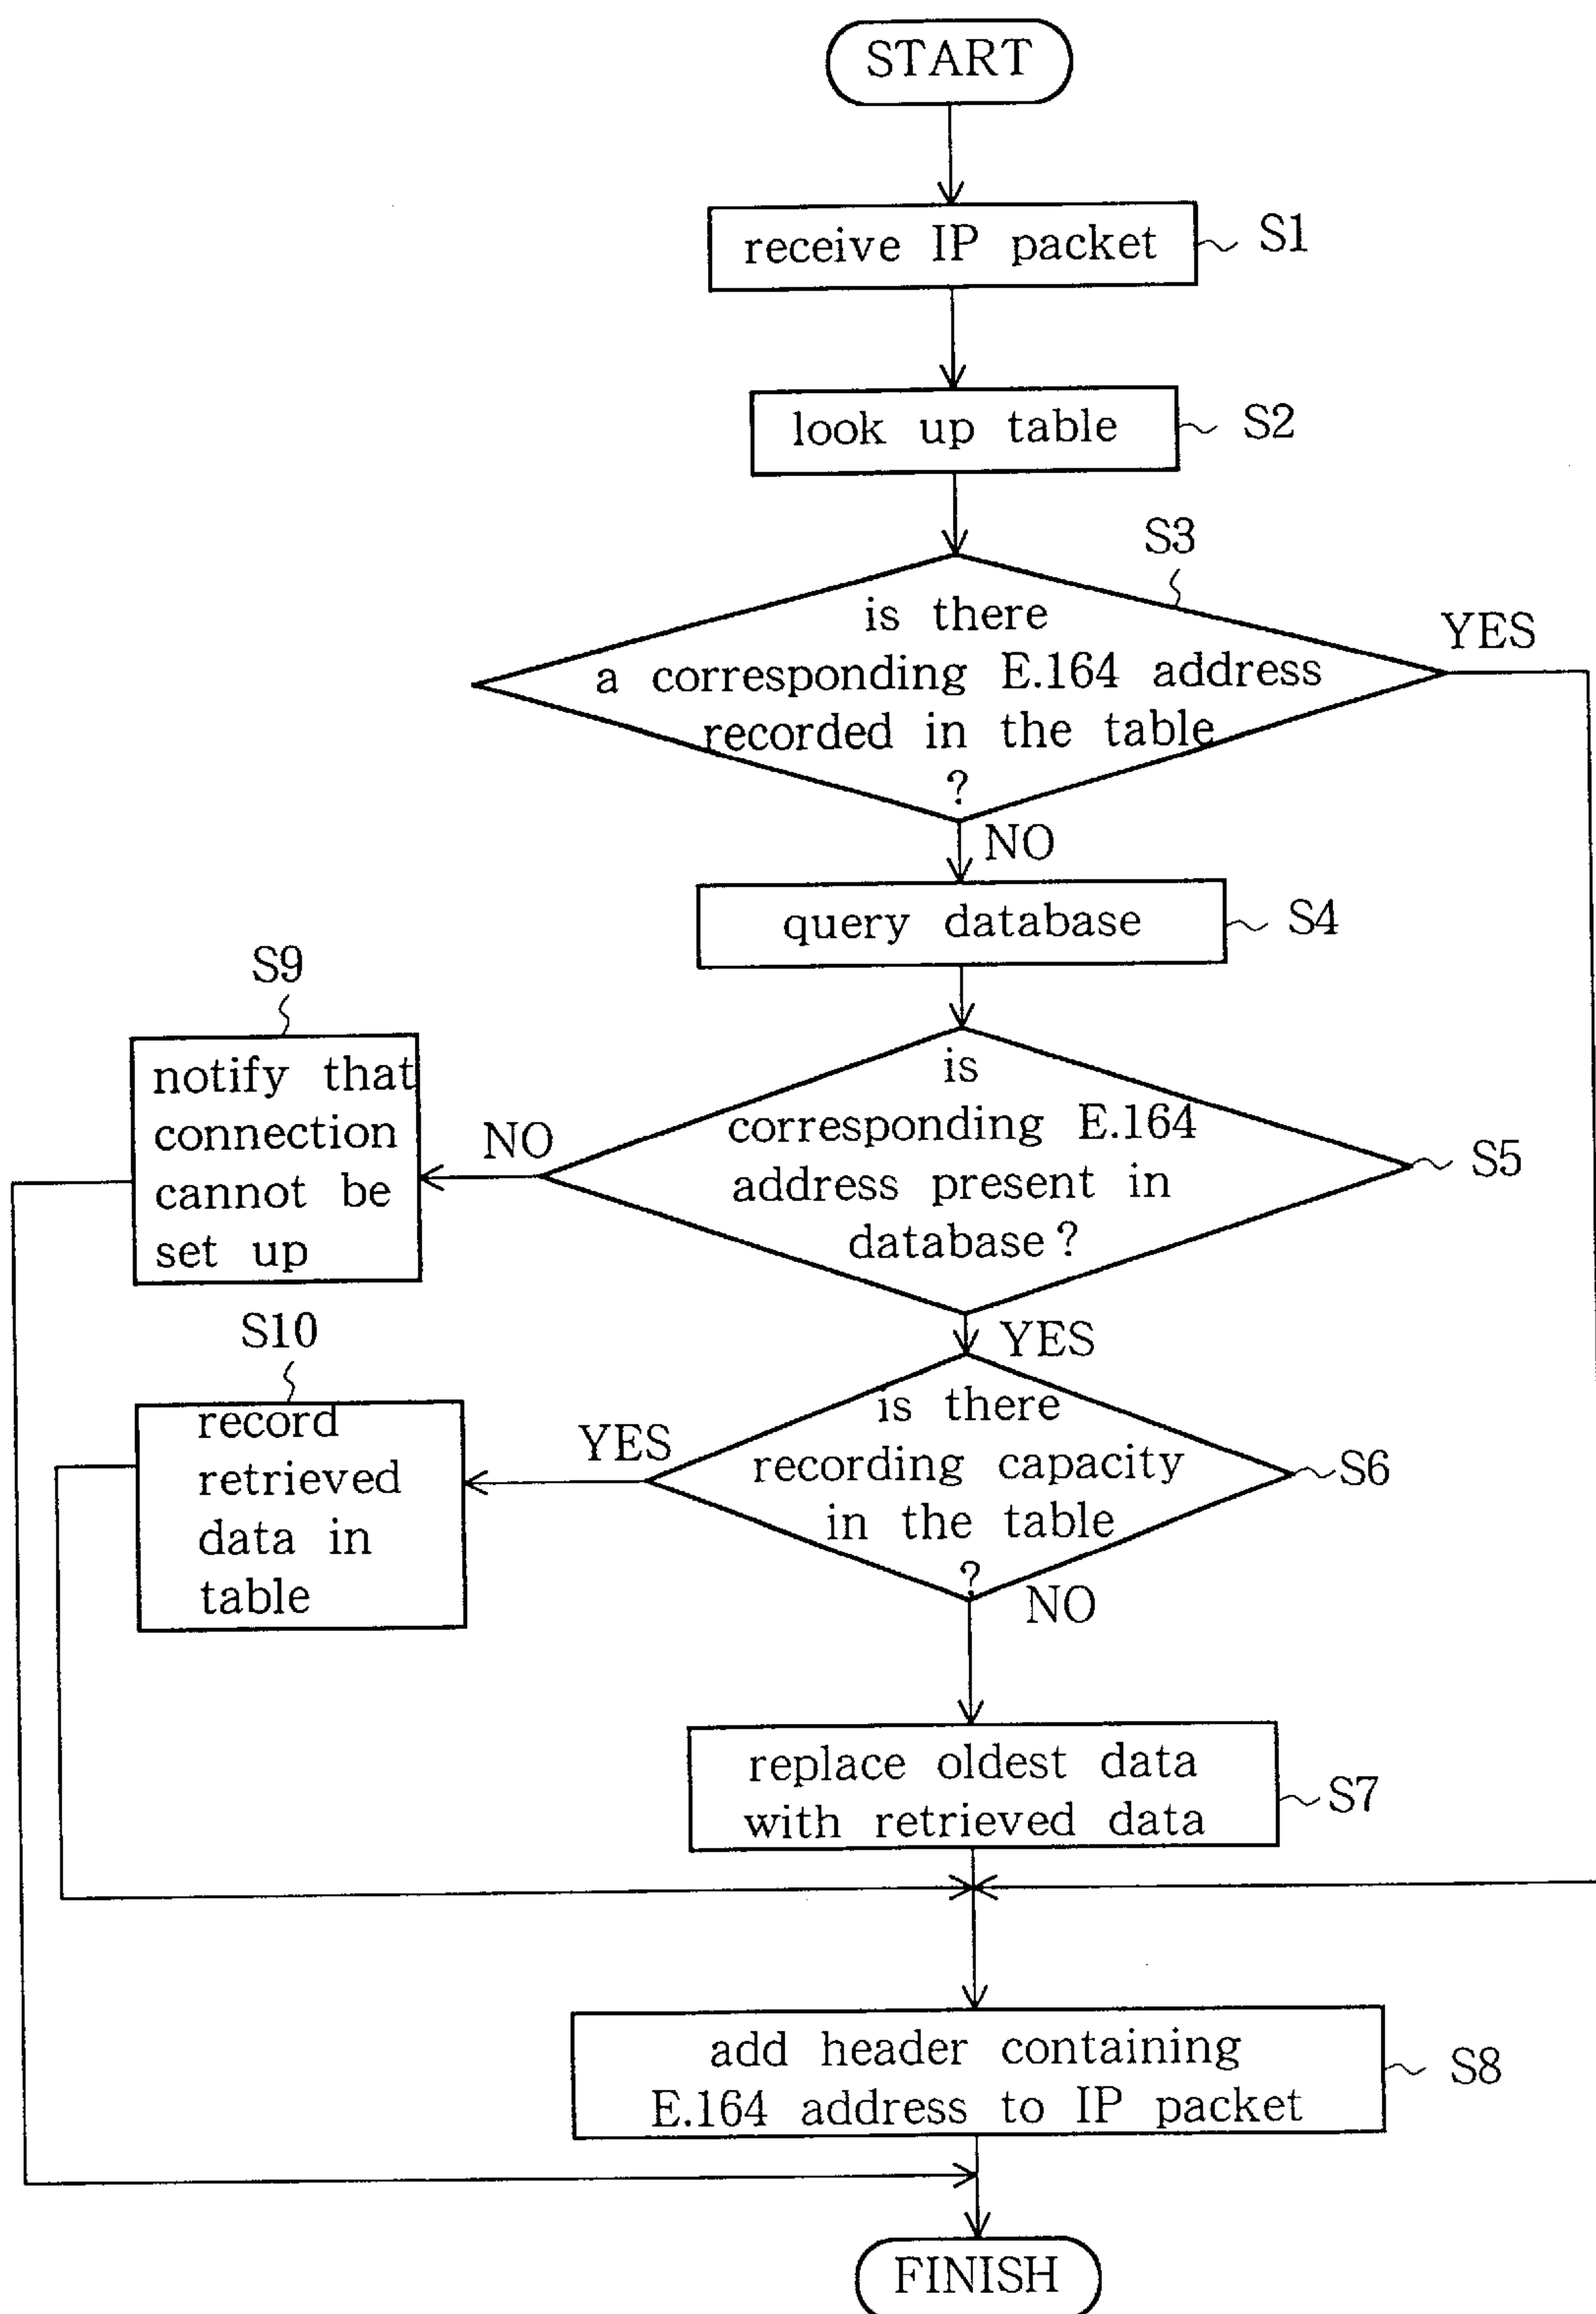 START
receive IP packet
S1
look up table
S2
S3
is there
a corresponding E.164 address
recorded in the table
?
YES
NO
query database
S4
S9
notify that
connection
cannot be
set up
NO
is
corresponding E.164
address present in
database?
S5
YES
S10
record
retrieved
data in
table
YES
is there
recording capacity
in the table
?
S6
NO
replace oldest data
with retrieved data
S7
add header containing
E.164 address to IP packet
S8
FINISH